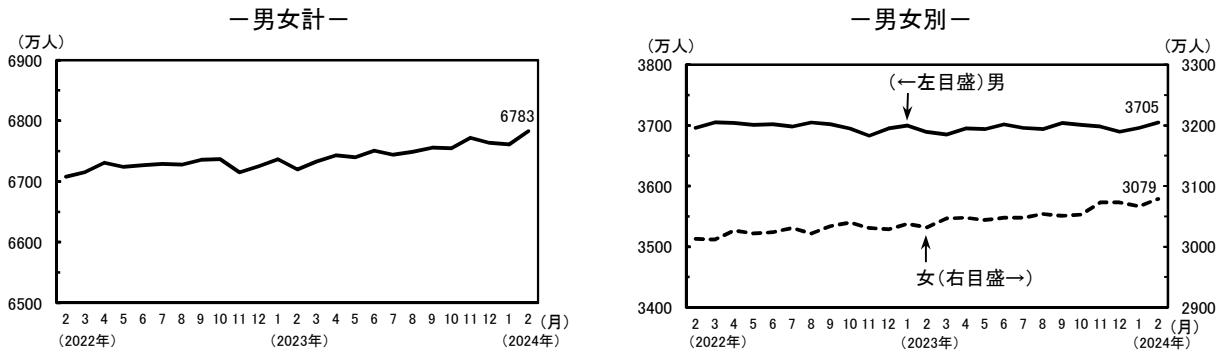 －男女計－
(万人)
6900
6800
6700
6600
6500
6783
2 3 4 5 6 7 8 9 10 11 12 1 2 3 4 5 6 7 8 9 10 11 12 1 2 (月)
(2022年) (2023年) (2024年)
－男女別－
(万人) (万人)
3800 3300
3700 3200
3600 3100
3500 3000
3400 2900
(←左目盛)男
3705
3079
女(右目盛→)
2 3 4 5 6 7 8 9 10 11 12 1 2 3 4 5 6 7 8 9 10 11 12 1 2 (月)
(2022年) (2023年) (2024年)